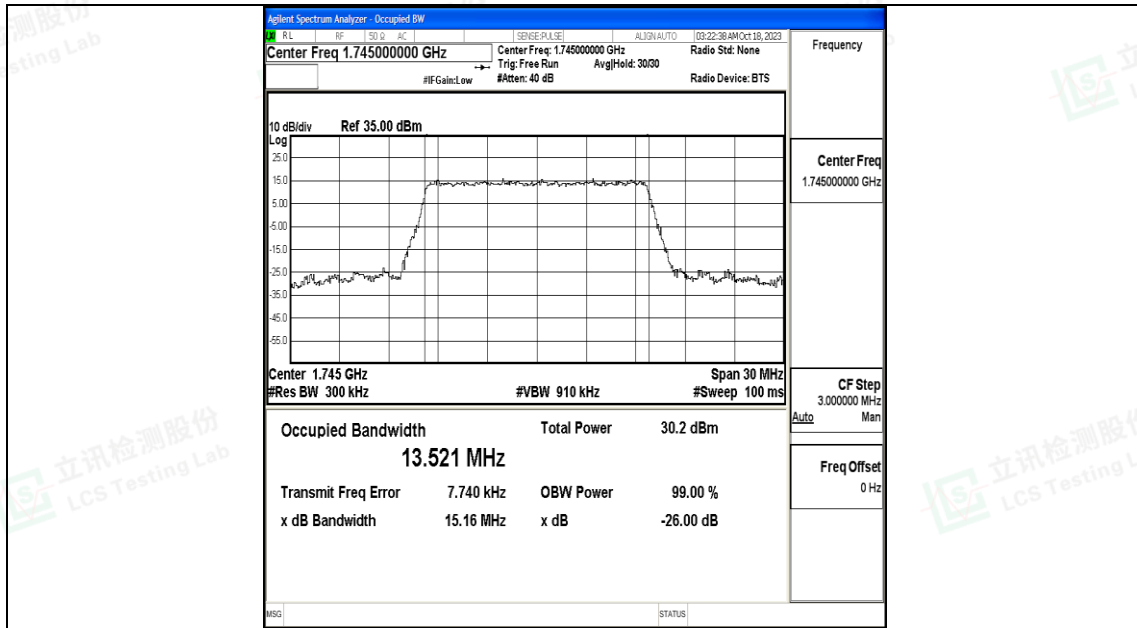 Agilent Spectrum Analyzer - Occupied BW
RL RF 50 Ω AC SENSE:PULSE ALIGN AUTO 03:22:38 AM Oct 18, 2023
Center Freq 1.745000000 GHz
Center Freq: 1.745000000 GHz
Radio Std: None
Trig: Free Run Avg|Hold: 30/30
#IFGain:Low
#Atten: 40 dB
Radio Device: BTS
Frequency
10 dB/div Ref 35.00 dBm
Log
25.0
15.0
5.00
-5.00
-15.0
-25.0
-35.0
-45.0
-55.0
Center Freq
1.745000000 GHz
Center 1.745 GHz Span 30 MHz
#Res BW 300 kHz #VBW 910 kHz #Sweep 100 ms
CF Step
3.000000 MHz
Auto Man
Occupied Bandwidth Total Power 30.2 dBm
13.521 MHz
Freq Offset
0 Hz
Transmit Freq Error 7.740 kHz OBW Power 99.00 %
x dB Bandwidth 15.16 MHz x dB -26.00 dB
MSG STATUS
立讯检测股份
LCS Testing Lab
立讯检测股份
LCS Testing L